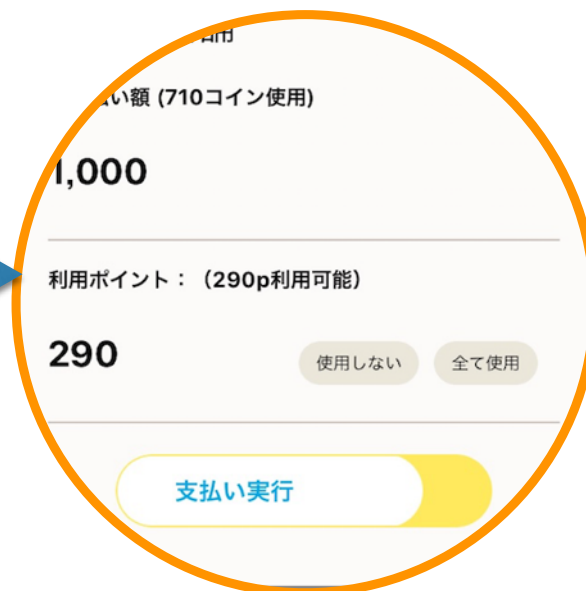 い額 (710コイン使用)
1,000
利用ポイント：（290p利用可能）
290
使用しない
全て使用
支払い実行